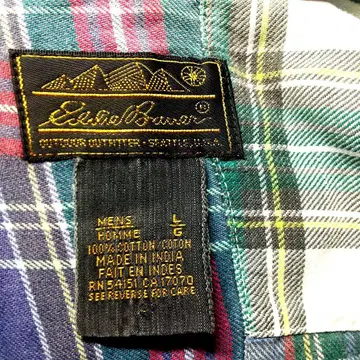 Eddie Bauer ®
OUTDOOR OUTFITTER - SEATTLE, U.S.A.
MENS L
HOMME G
100% COTTON / COTON
MADE IN INDIA
FAIT EN INDES
RN 54151 CA 17070
SEE REVERSE FOR CARE